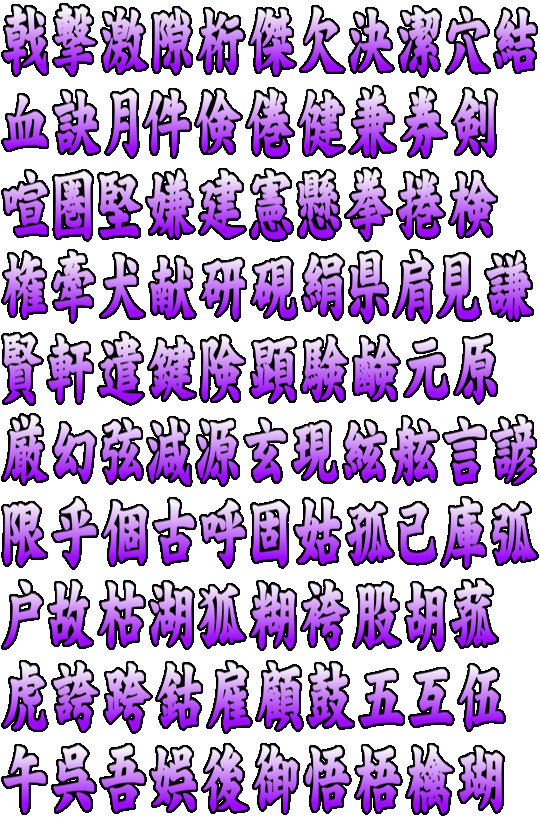 戟撃激隙桁傑欠決潔穴結
血訣月件倹倦健兼券剣
喧圏堅嫌建憲懸拳捲検
権牽犬献研硯絹県肩見謙
賢軒遣鍵険顕験鹸元原
厳幻弦減源玄現絃舷言諺
限乎個古呼固姑孤己庫弧
戸故枯湖狐糊袴股胡菰
虎誇跨鈷雇顧鼓五互伍
午呉吾娯後御悟梧檎瑚